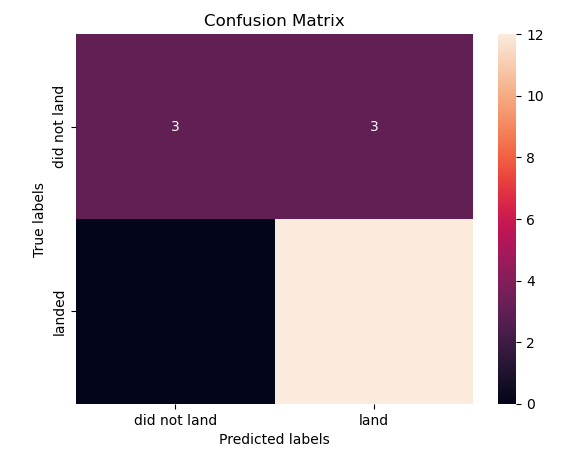 Confusion Matrix
did not land
landed
True labels
3 3
did not land land
Predicted labels
12
10
8
6
4
2
0